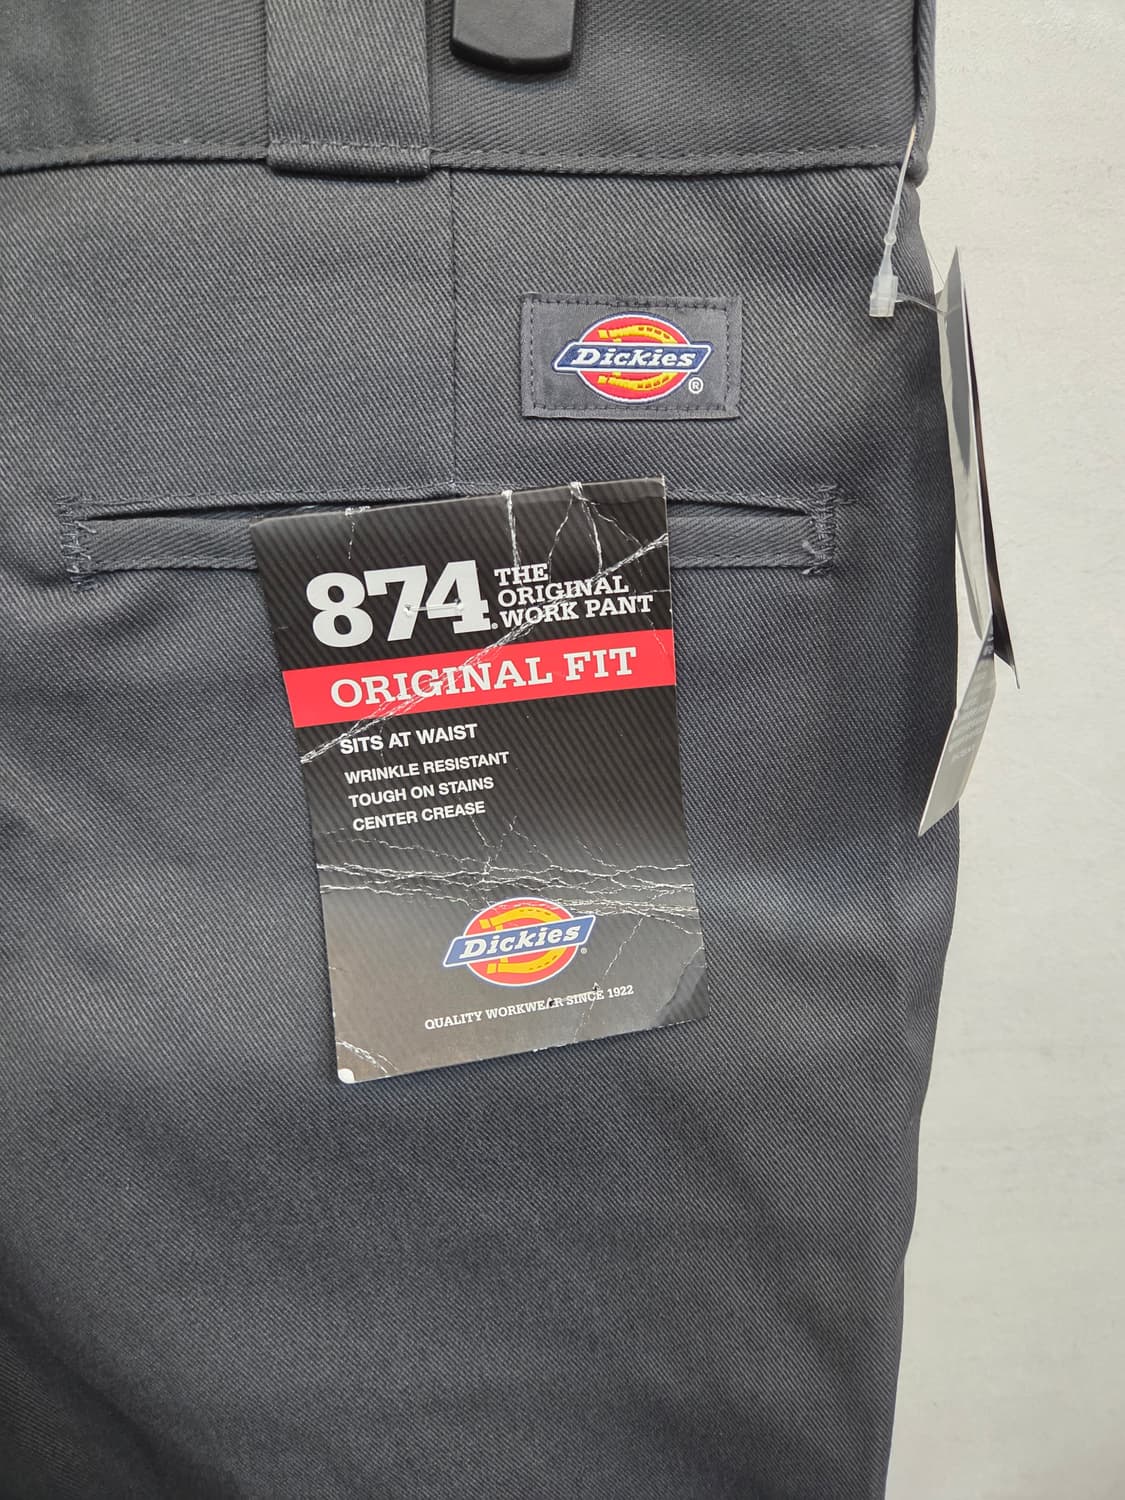 Dickies
®
874® THE
ORIGINAL
WORK PANT
ORIGINAL FIT
SITS AT WAIST
WRINKLE RESISTANT
TOUGH ON STAINS
CENTER CREASE
Dickies®
QUALITY WORKWEAR SINCE 1922